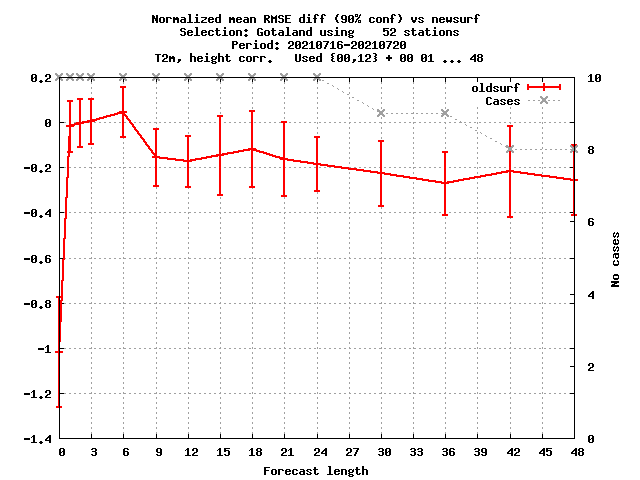 Normalized mean RMSE diff (90% conf) vs newsurf
Selection: Gotaland using    52 stations
Period: 20210716-20210720
T2m, height corr.   Used {00,12} + 00 01 ... 48
oldsurf
Cases
0.2
0
-0.2
-0.4
-0.6
-0.8
-1
-1.2
-1.4
10
8
6
4
2
0
No cases
0 3 6 9 12 15 18 21 24 27 30 33 36 39 42 45 48
Forecast length